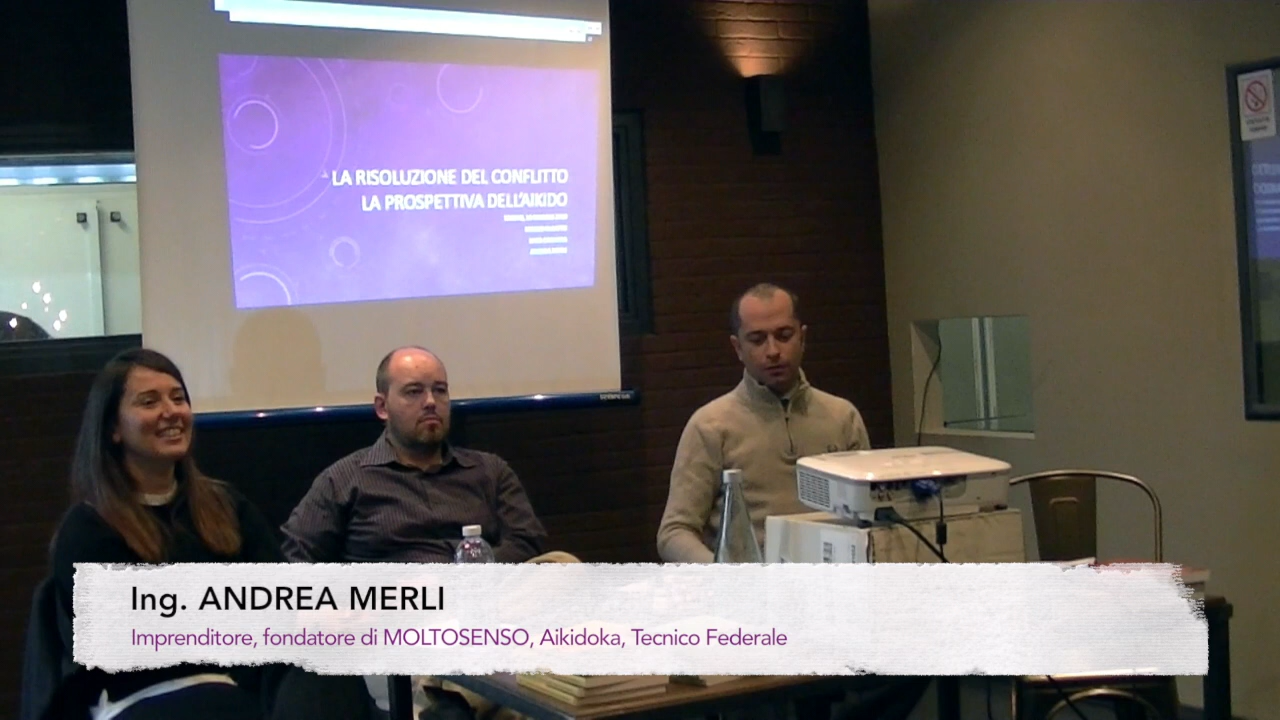 LA RISOLUZIONE DEL CONFLITTO
LA PROSPETTIVA DELL'AIKIDO
Ing. ANDREA MERLI
Imprenditore, fondatore di MOLTOSENSO, Aikidoka, Tecnico Federale